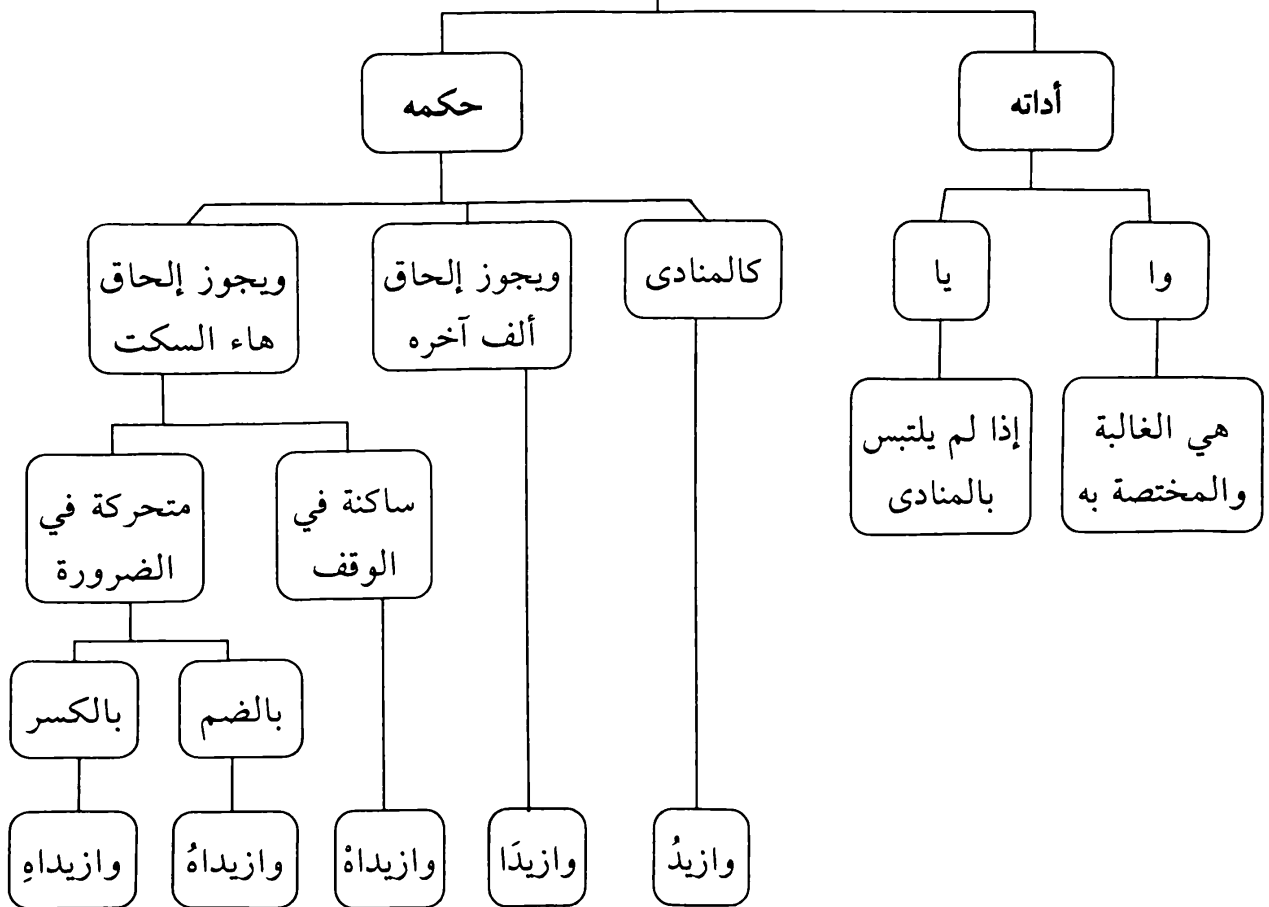 أداته
حكمه
وا
يا
كالمنادى
ويجوز إلحاق
ألف آخره
ويجوز إلحاق
هاء السكت
هي الغالبة
والمختصة به
إذا لم يلتبس
بالمنادى
ساكنة في
الوقف
متحركة في
الضرورة
بالضم
بالكسر
وازيدُ
وازيدَا
وازيداهْ
وازيداهُ
وازيداهِ